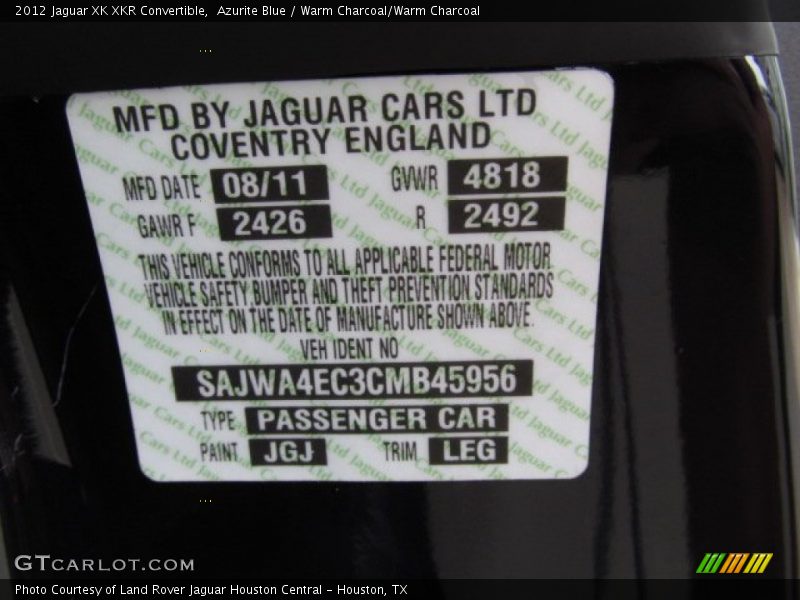 2012 Jaguar XK XKR Convertible,  Azurite Blue / Warm Charcoal/Warm Charcoal
MFD BY JAGUAR CARS LTD
COVENTRY ENGLAND
MFD DATE 08/11 GVWR 4818
GAWR F 2426 R 2492
THIS VEHICLE CONFORMS TO ALL APPLICABLE FEDERAL MOTOR
VEHICLE SAFETY, BUMPER AND THEFT PREVENTION STANDARDS
IN EFFECT ON THE DATE OF MANUFACTURE SHOWN ABOVE.
VEH IDENT NO
SAJWA4EC3CMB45956
TYPE PASSENGER CAR
PAINT JGJ TRIM LEG
GTCARLOT.COM
Photo Courtesy of Land Rover Jaguar Houston Central - Houston, TX